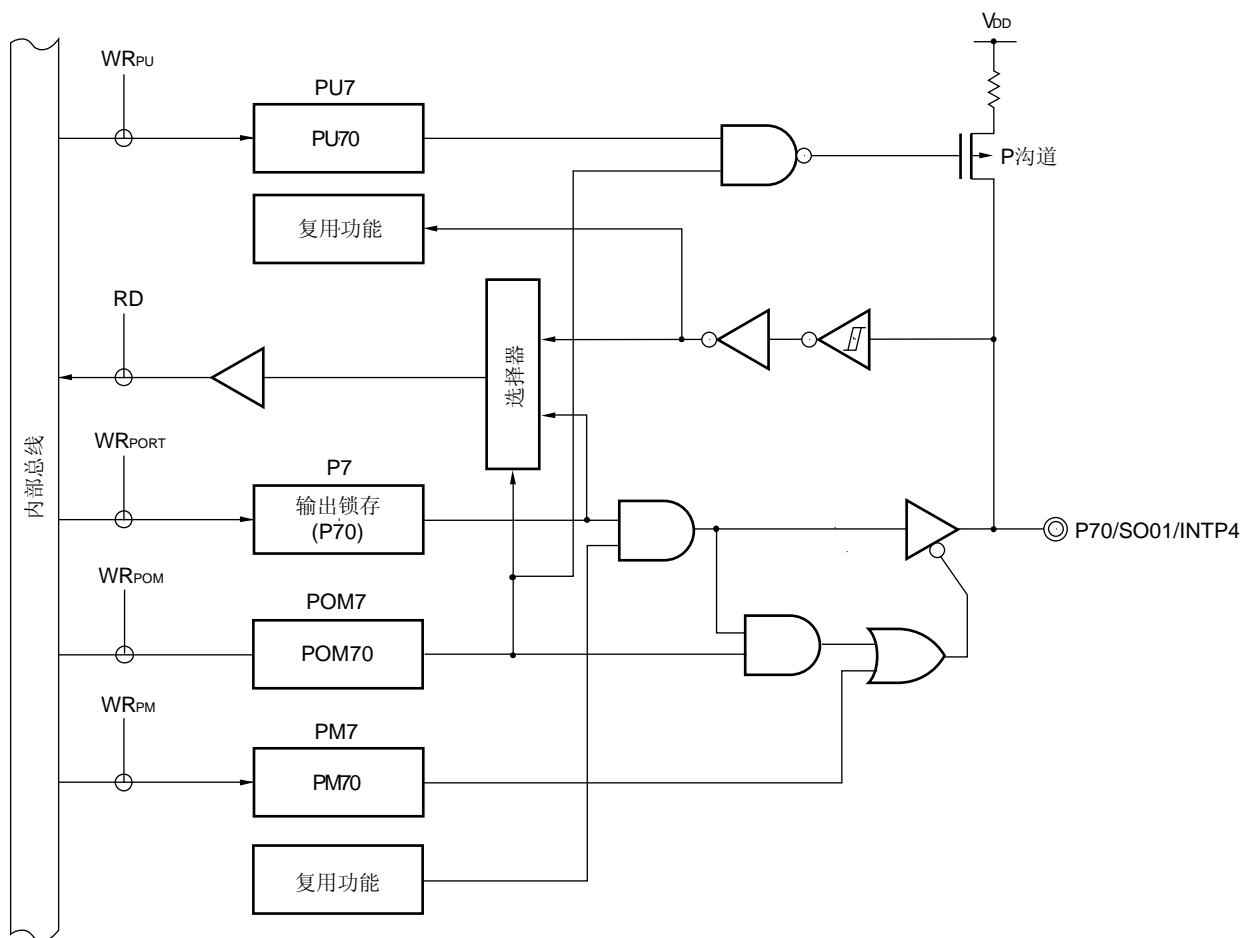 VDD
WRPU
PU7
PU70
P沟道
复用功能
RD
选择器
内部总线
WRPORT
P7
输出锁存
(P70)
P70/SO01/INTP4
WRPOM
POM7
POM70
WRPM
PM7
PM70
复用功能